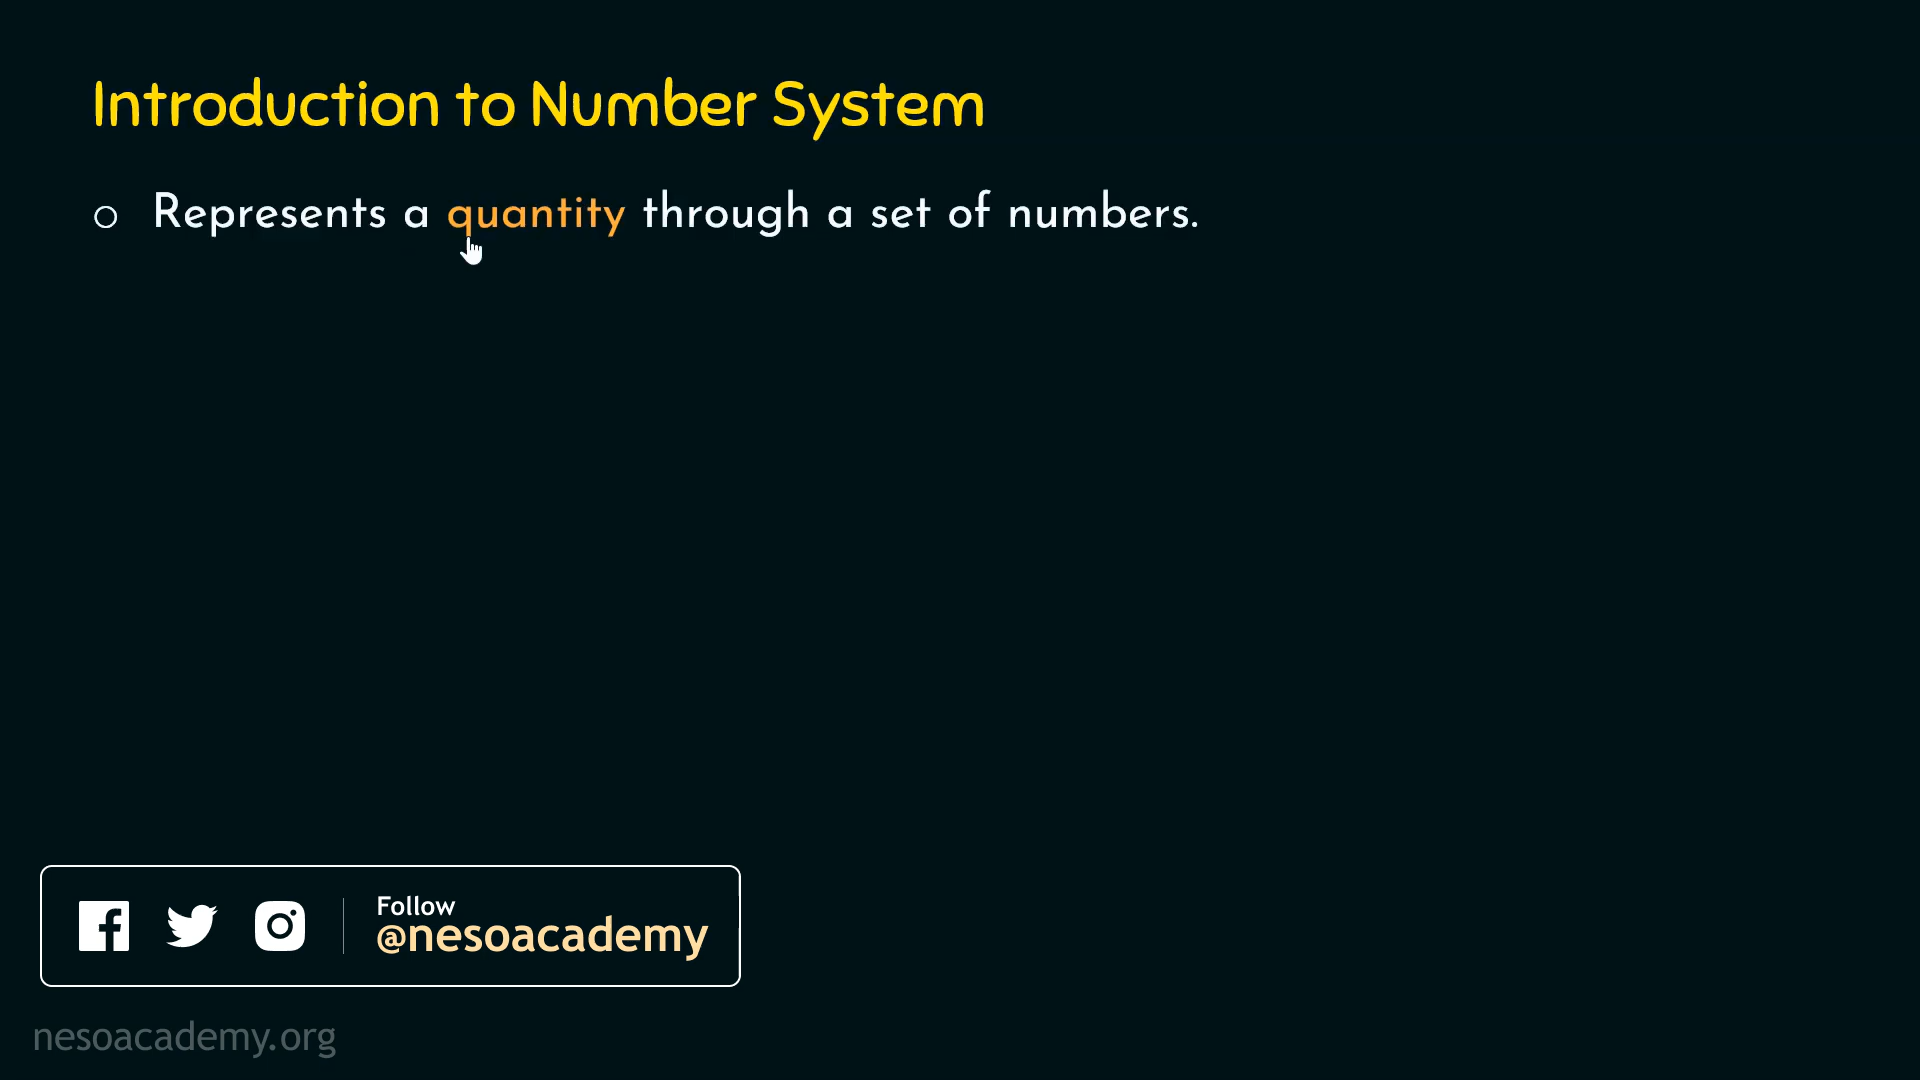 Introduction to Number System
○ Represents a quantity through a set of numbers.
Follow
@nesoacademy
nesoacademy.org